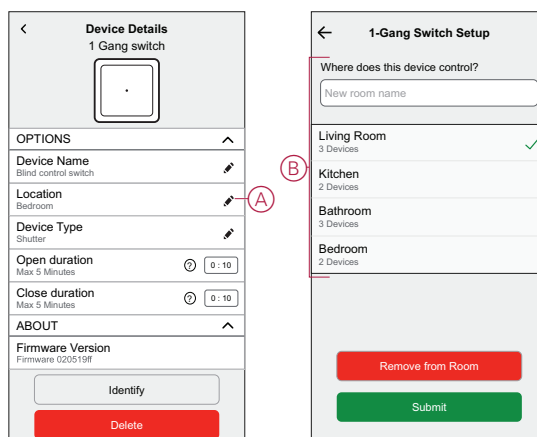 Device Details
1 Gang switch
OPTIONS
Device Name
Blind control switch
Location
Bedroom
A
Device Type
Shutter
Open duration
Max 5 Minutes
? 0 : 10
Close duration
Max 5 Minutes
? 0 : 10
ABOUT
Firmware Version
Firmware 020519ff
Identify
Delete
1-Gang Switch Setup
Where does this device control?
New room name
B
Living Room
3 Devices
Kitchen
2 Devices
Bathroom
3 Devices
Bedroom
2 Devices
Remove from Room
Submit